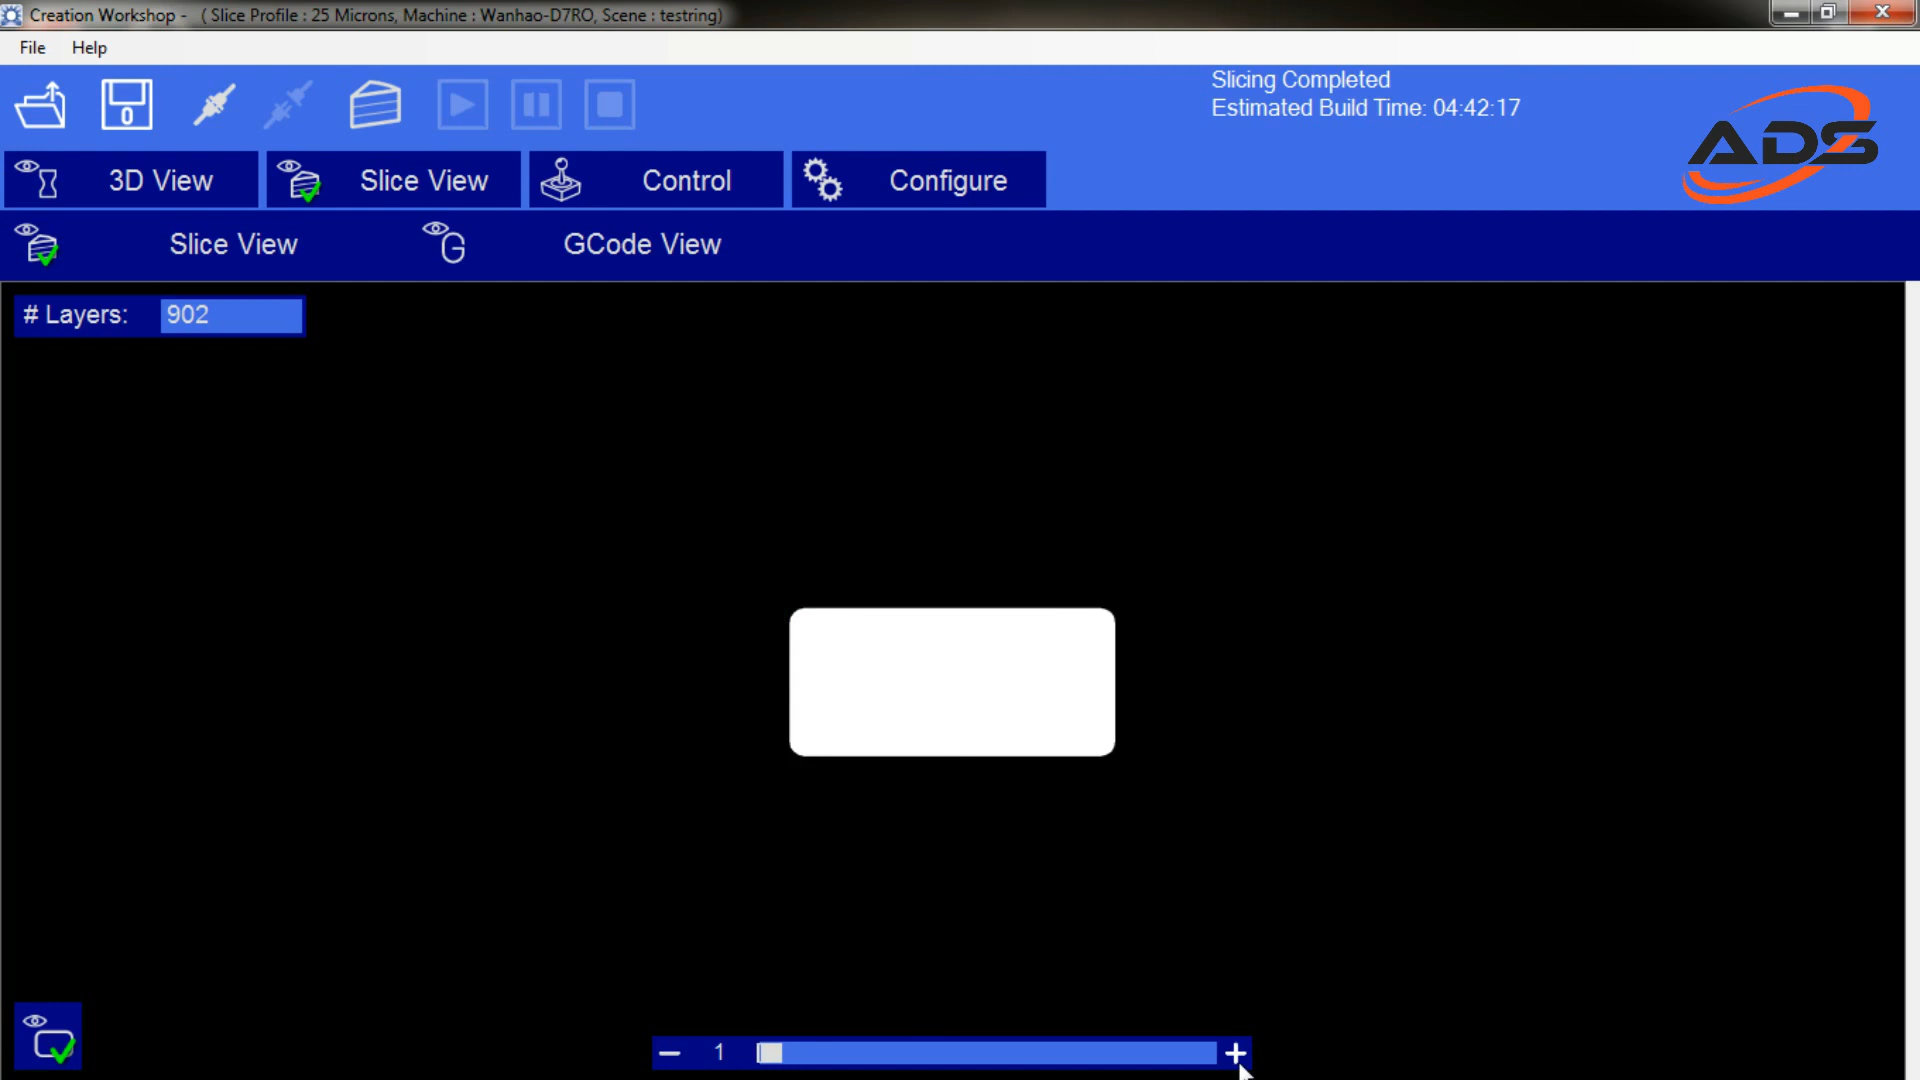 Creation Workshop -   ( Slice Profile : 25 Microns, Machine : Wanhao-D7RO, Scene : testring)
File Help
Slicing Completed
Estimated Build Time: 04:42:17
ADS
3D View Slice View Control Configure
Slice View G GCode View
# Layers: 902
1